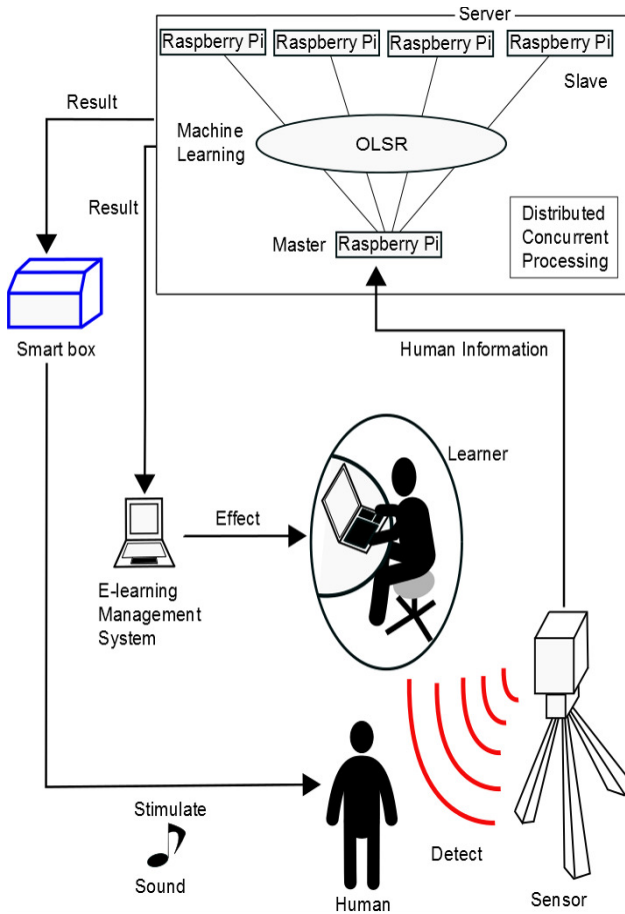 Server
Raspberry Pi Raspberry Pi Raspberry Pi Raspberry Pi
Slave
Result
Machine
Learning
OLSR
Result
Distributed
Concurrent
Processing
Master Raspberry Pi
Smart box
Human Information
Learner
Effect
E-learning
Management
System
Stimulate
Sound
Detect
Human
Sensor